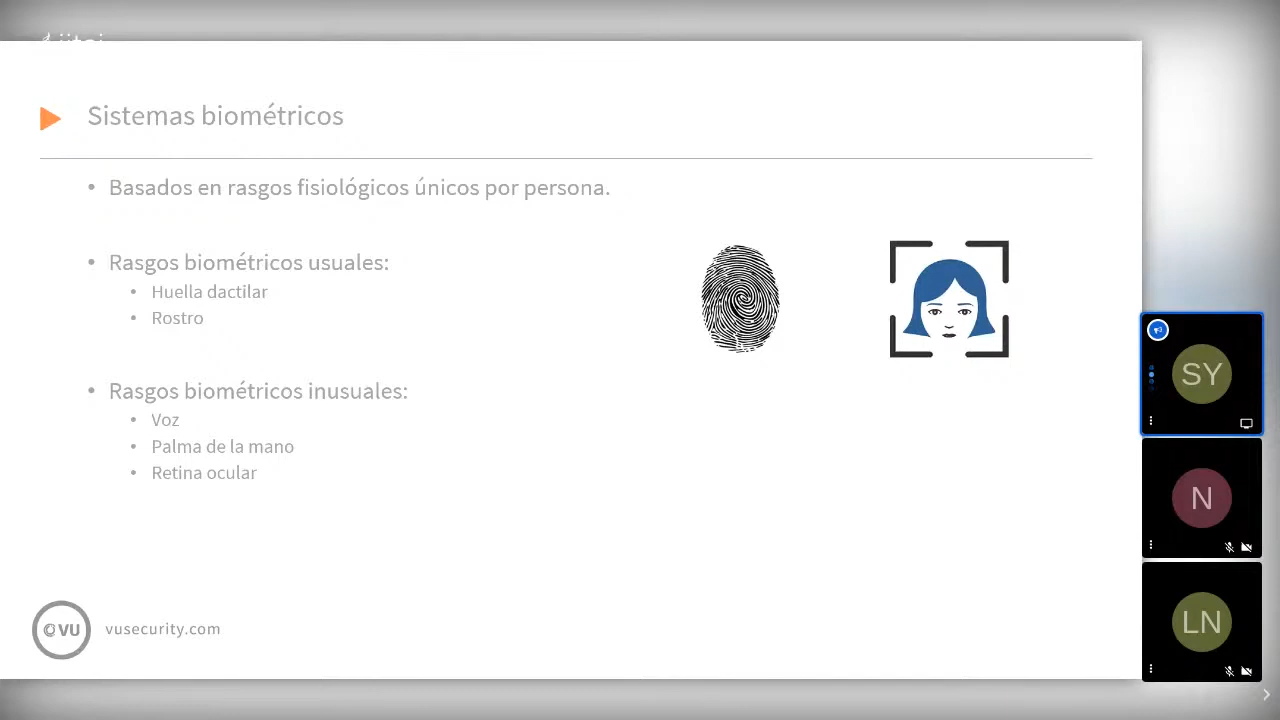 Sistemas biométricos
• Basados en rasgos fisiológicos únicos por persona.
• Rasgos biométricos usuales:
• Huella dactilar
• Rostro
• Rasgos biométricos inusuales:
• Voz
• Palma de la mano
• Retina ocular
VU
vusecurity.com
SY
N
LN